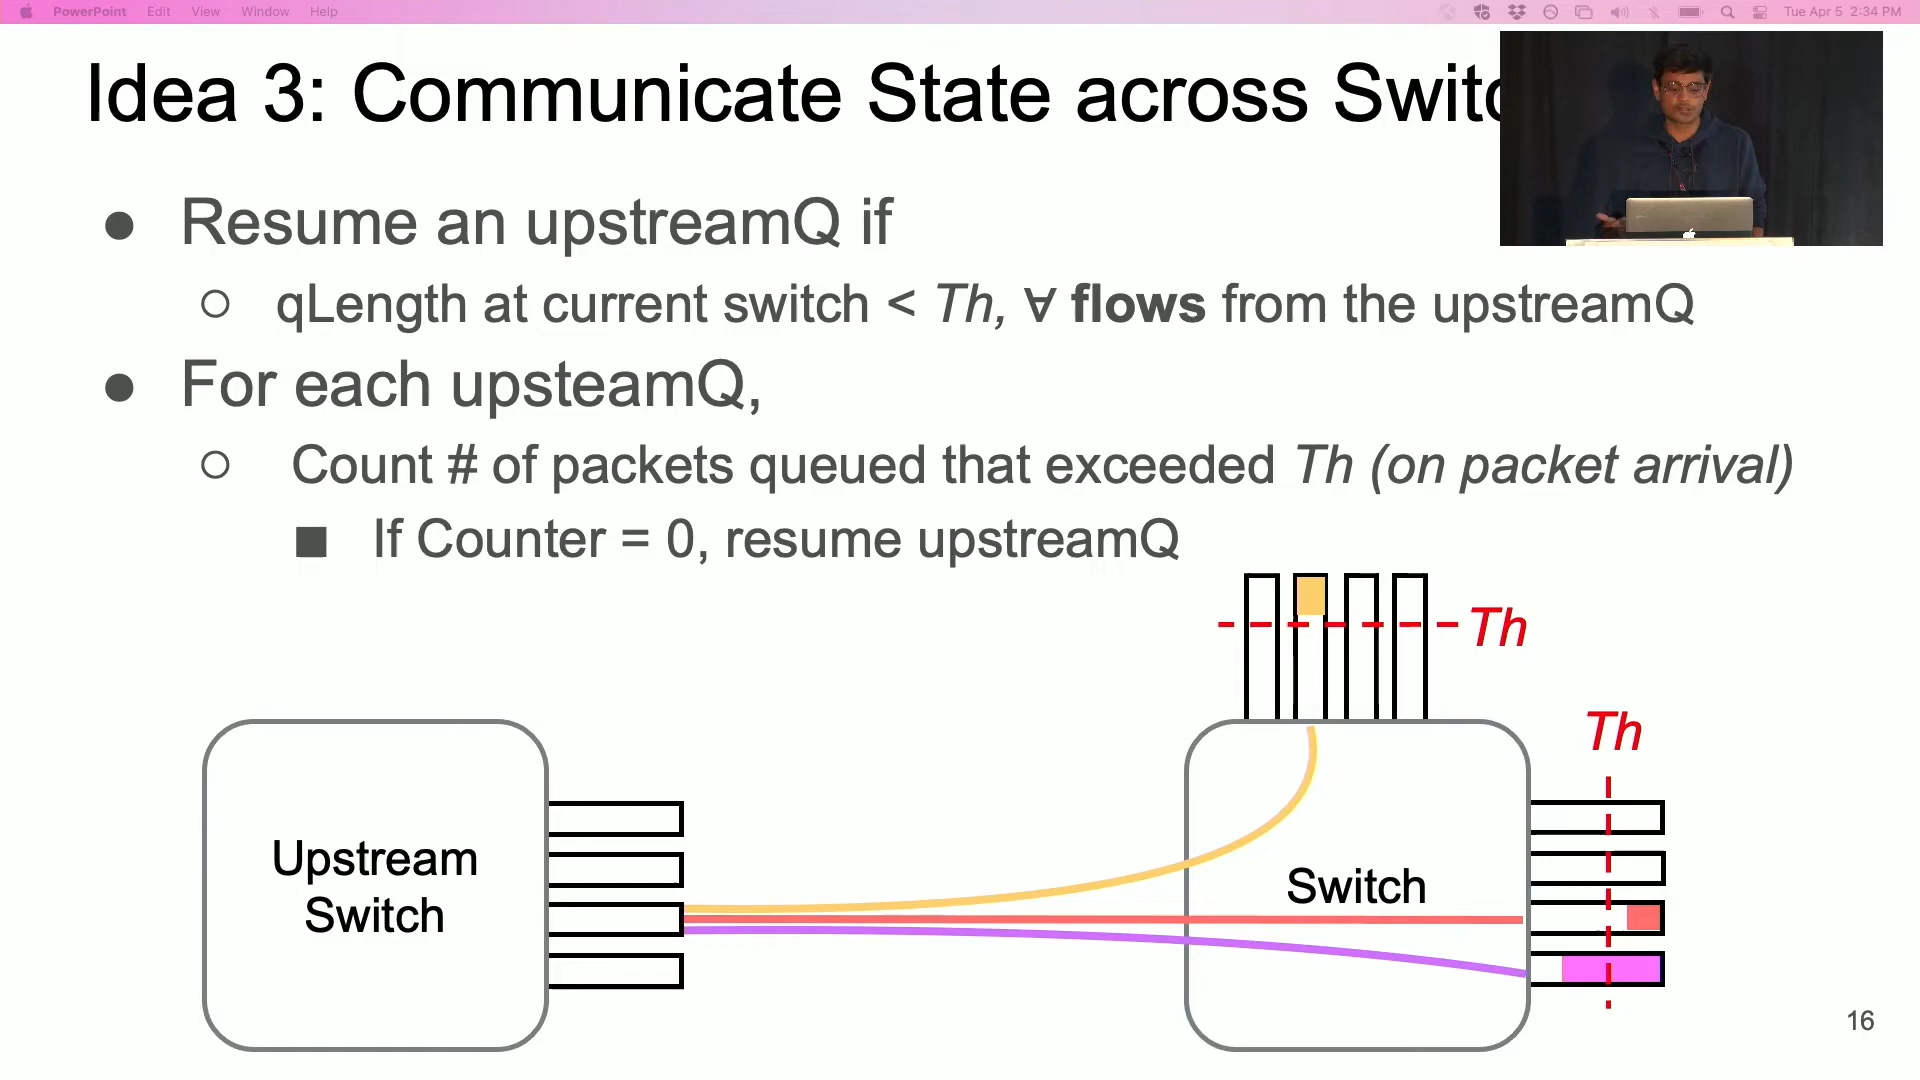 PowerPoint Edit View Window Help Tue Apr 5 2:34 PM
Idea 3: Communicate State across Switc
● Resume an upstreamQ if
○ qLength at current switch < Th, ∀ flows from the upstreamQ
● For each upsteamQ,
○ Count # of packets queued that exceeded Th (on packet arrival)
■ If Counter = 0, resume upstreamQ
Th
Th
Upstream
Switch
Switch
16